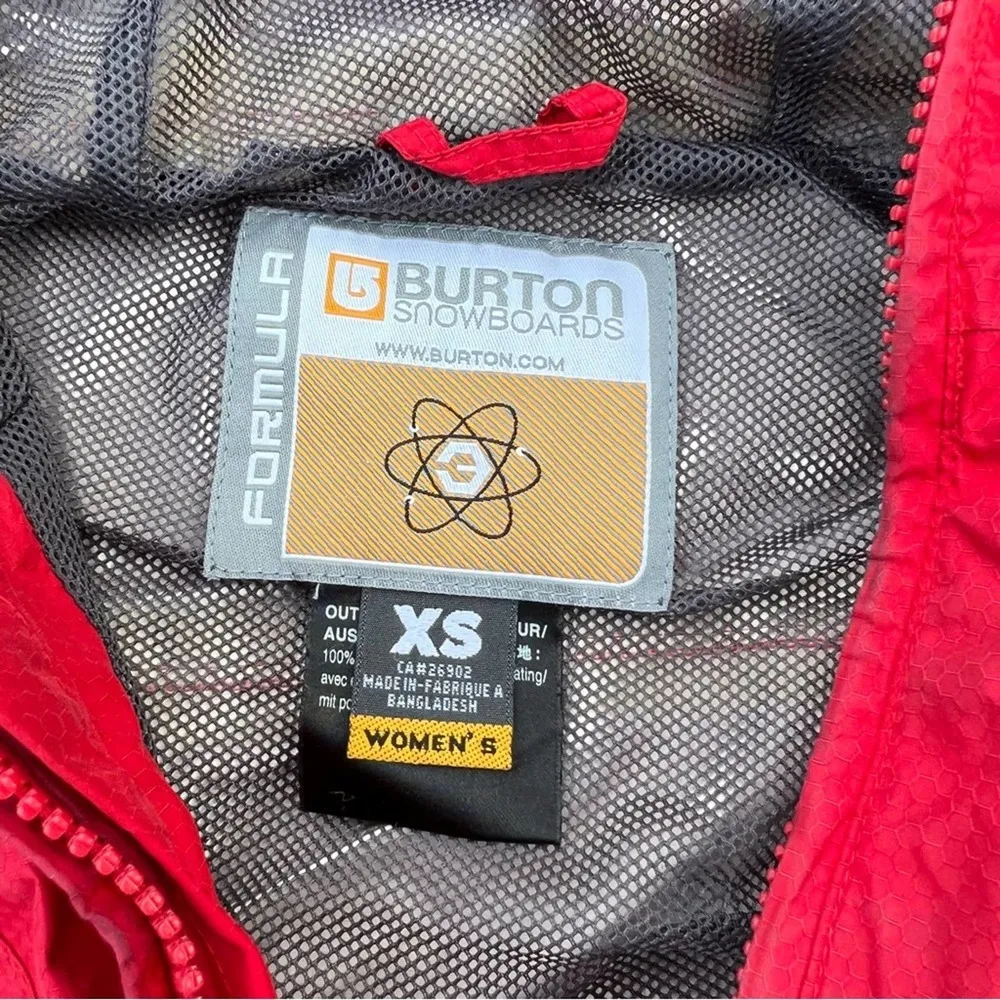 FORMULA
BURTON
SNOWBOARDS
WWW.BURTON.COM
XS
CA#26902
MADE IN-FABRIQUE A
BANGLADESH
WOMEN'S
OUT
AUS
100%
avec
mit
UR/
地:
ating/